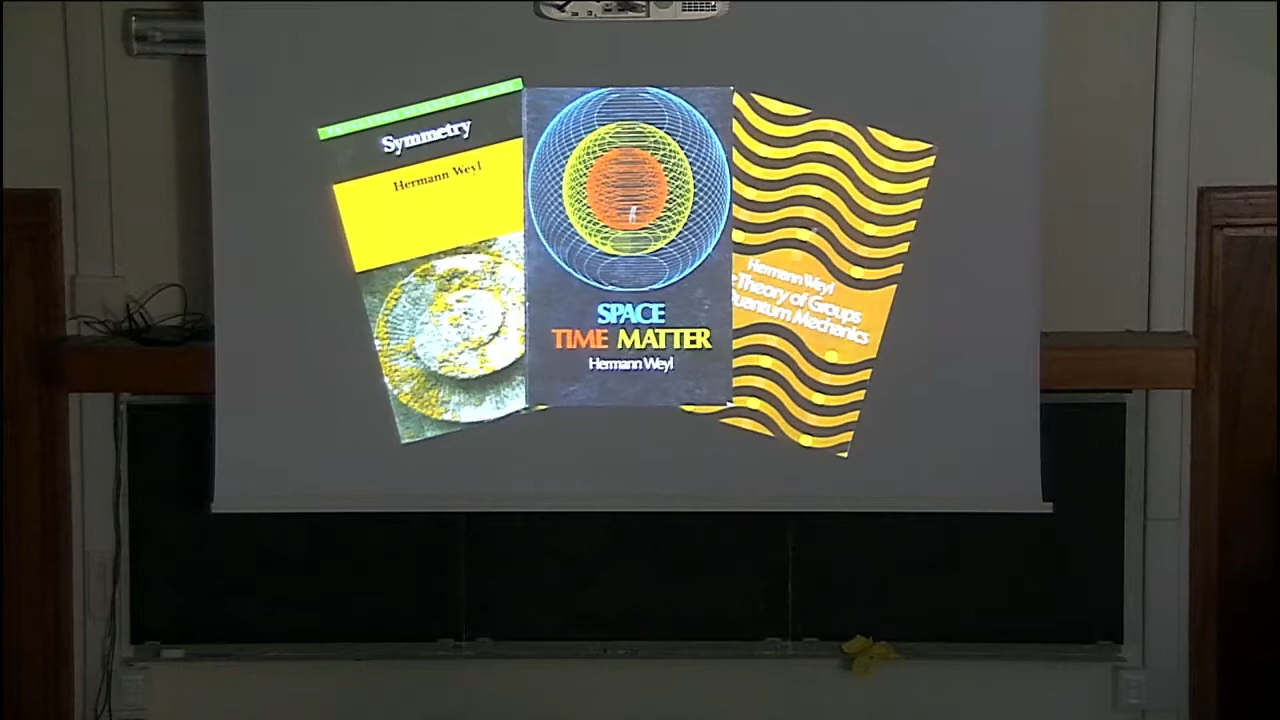 Symmetry
Hermann Weyl
SPACE
TIME MATTER
Hermann Weyl
Hermann Weyl
Theory of Groups
Quantum Mechanics